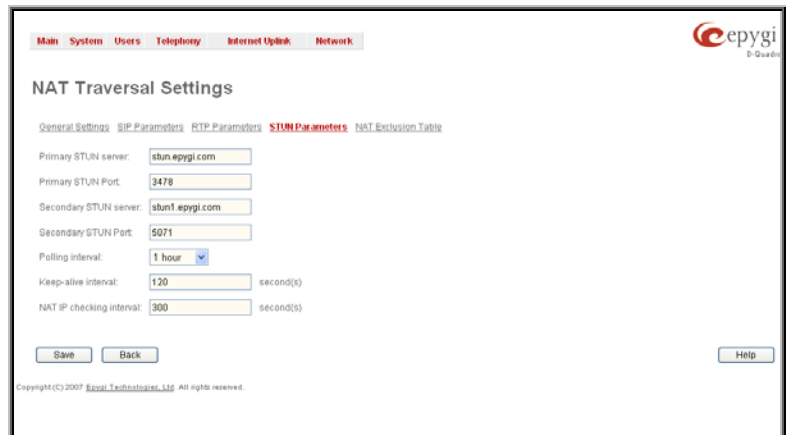 Main System Users Telephony Internet Uplink Network
epygi
D-Quadro
NAT Traversal Settings
General Settings SIP Parameters RTP Parameters STUN Parameters NAT Exclusion Table
Primary STUN server: stun.epygi.com
Primary STUN Port: 3478
Secondary STUN server: stun1.epygi.com
Secondary STUN Port: 5071
Polling interval: 1 hour
Keep-alive interval: 120 second(s)
NAT IP checking interval: 300 second(s)
Save Back Help
Copyright (C) 2007 Epygi Technologies, Ltd. All rights reserved.